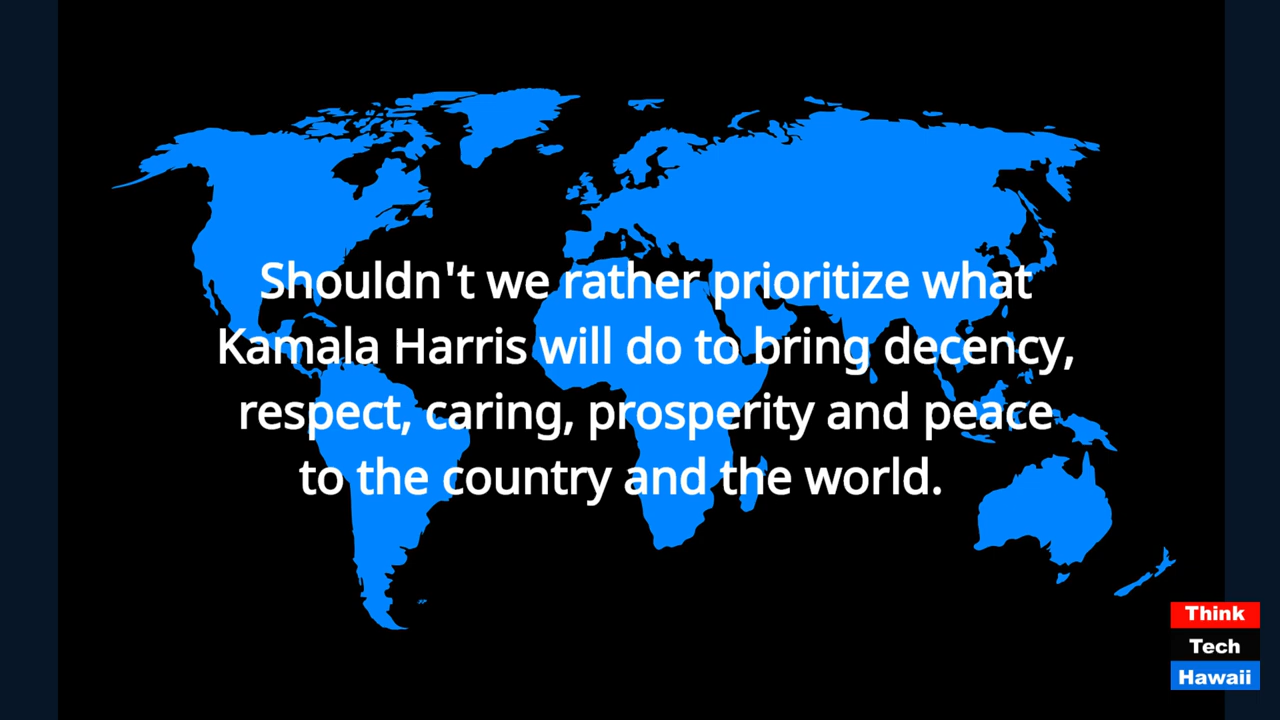 Shouldn't we rather prioritize what
Kamala Harris will do to bring decency,
respect, caring, prosperity and peace
to the country and the world.
Think
Tech
Hawaii